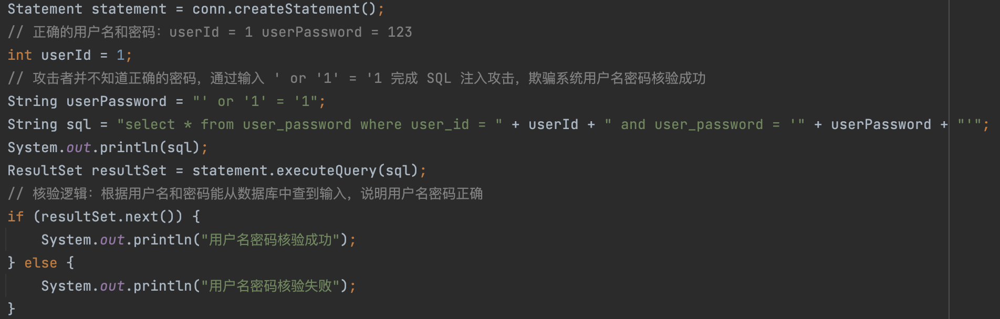 Statement statement = conn.createStatement();
// 正确的用户名和密码：userId = 1 userPassword = 123
int userId = 1;
// 攻击者并不知道正确的密码，通过输入 ' or '1' = '1 完成 SQL 注入攻击，欺骗系统用户名密码核验成功
String userPassword = "' or '1' = '1";
String sql = "select * from user_password where user_id = " + userId + " and user_password = '" + userPassword + "'";
System.out.println(sql);
ResultSet resultSet = statement.executeQuery(sql);
// 核验逻辑：根据用户名和密码能从数据库中查到输入，说明用户名密码正确
if (resultSet.next()) {
    System.out.println("用户名密码核验成功");
} else {
    System.out.println("用户名密码核验失败");
}